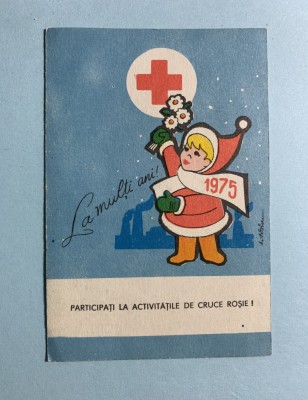 La mulți ani!
1975
PARTICIPAȚI LA ACTIVITĂȚILE DE CRUCE ROȘIE !